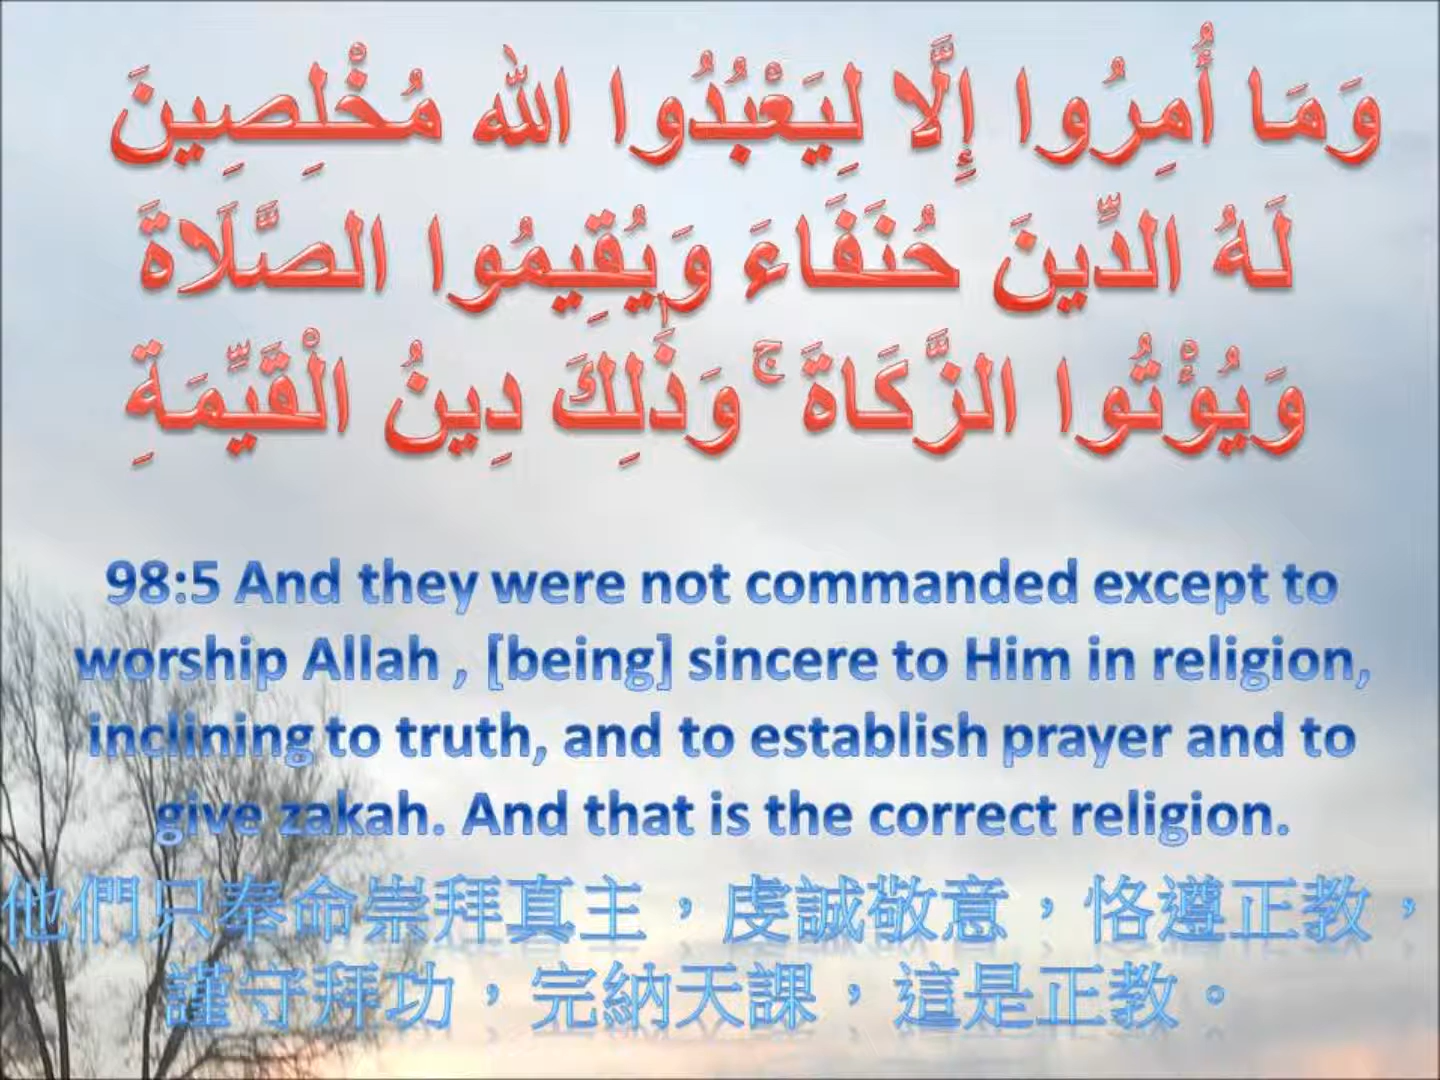 وَمَا أُمِرُوا إِلَّا لِيَعْبُدُوا الله مُخْلِصِينَ
لَهُ الدِّينَ حُنَفَاءَ وَيُقِيمُوا الصَّلَاةَ
وَيُؤْتُوا الزَّكَاةَ ۚ وَذَٰلِكَ دِينُ الْقَيِّمَةِ
98:5 And they were not commanded except to
worship Allah , [being] sincere to Him in religion,
inclining to truth, and to establish prayer and to
give zakah. And that is the correct religion.
他們只奉命崇拜真主，虔誠敬意，恪遵正教，
謹守拜功，完納天課，這是正教。